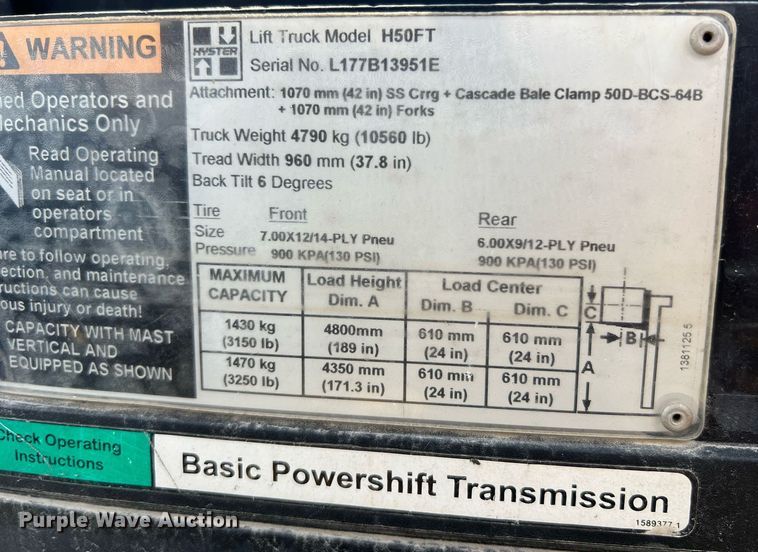 WARNING
ned Operators and
Mechanics Only
Read Operating
Manual located
on seat or in
operators
compartment
re to follow operating,
ection, and maintenance
ructions can cause
ous injury or death!
CAPACITY WITH MAST
VERTICAL AND
EQUIPPED AS SHOWN
HYSTER
Lift Truck Model H50FT
Serial No. L177B13951E
Attachment: 1070 mm (42 in) SS Crrg + Cascade Bale Clamp 50D-BCS-64B
+ 1070 mm (42 in) Forks
Truck Weight 4790 kg (10560 lb)
Tread Width 960 mm (37.8 in)
Back Tilt 6 Degrees
Tire Front Rear
Size 7.00X12/14-PLY Pneu 6.00X9/12-PLY Pneu
Pressure 900 KPA(130 PSI) 900 KPA(130 PSI)
MAXIMUM CAPACITY
Load Height Dim. A
Load Center
Dim. B Dim. C
1430 kg 4800mm 610 mm 610 mm
(3150 lb) (189 in) (24 in) (24 in)
1470 kg 4350 mm 610 mm 610 mm
(3250 lb) (171.3 in) (24 in) (24 in)
C
B
A
1381126 5
Check Operating
Instructions
Basic Powershift Transmission
1589377 1
Purple Wave Auction.